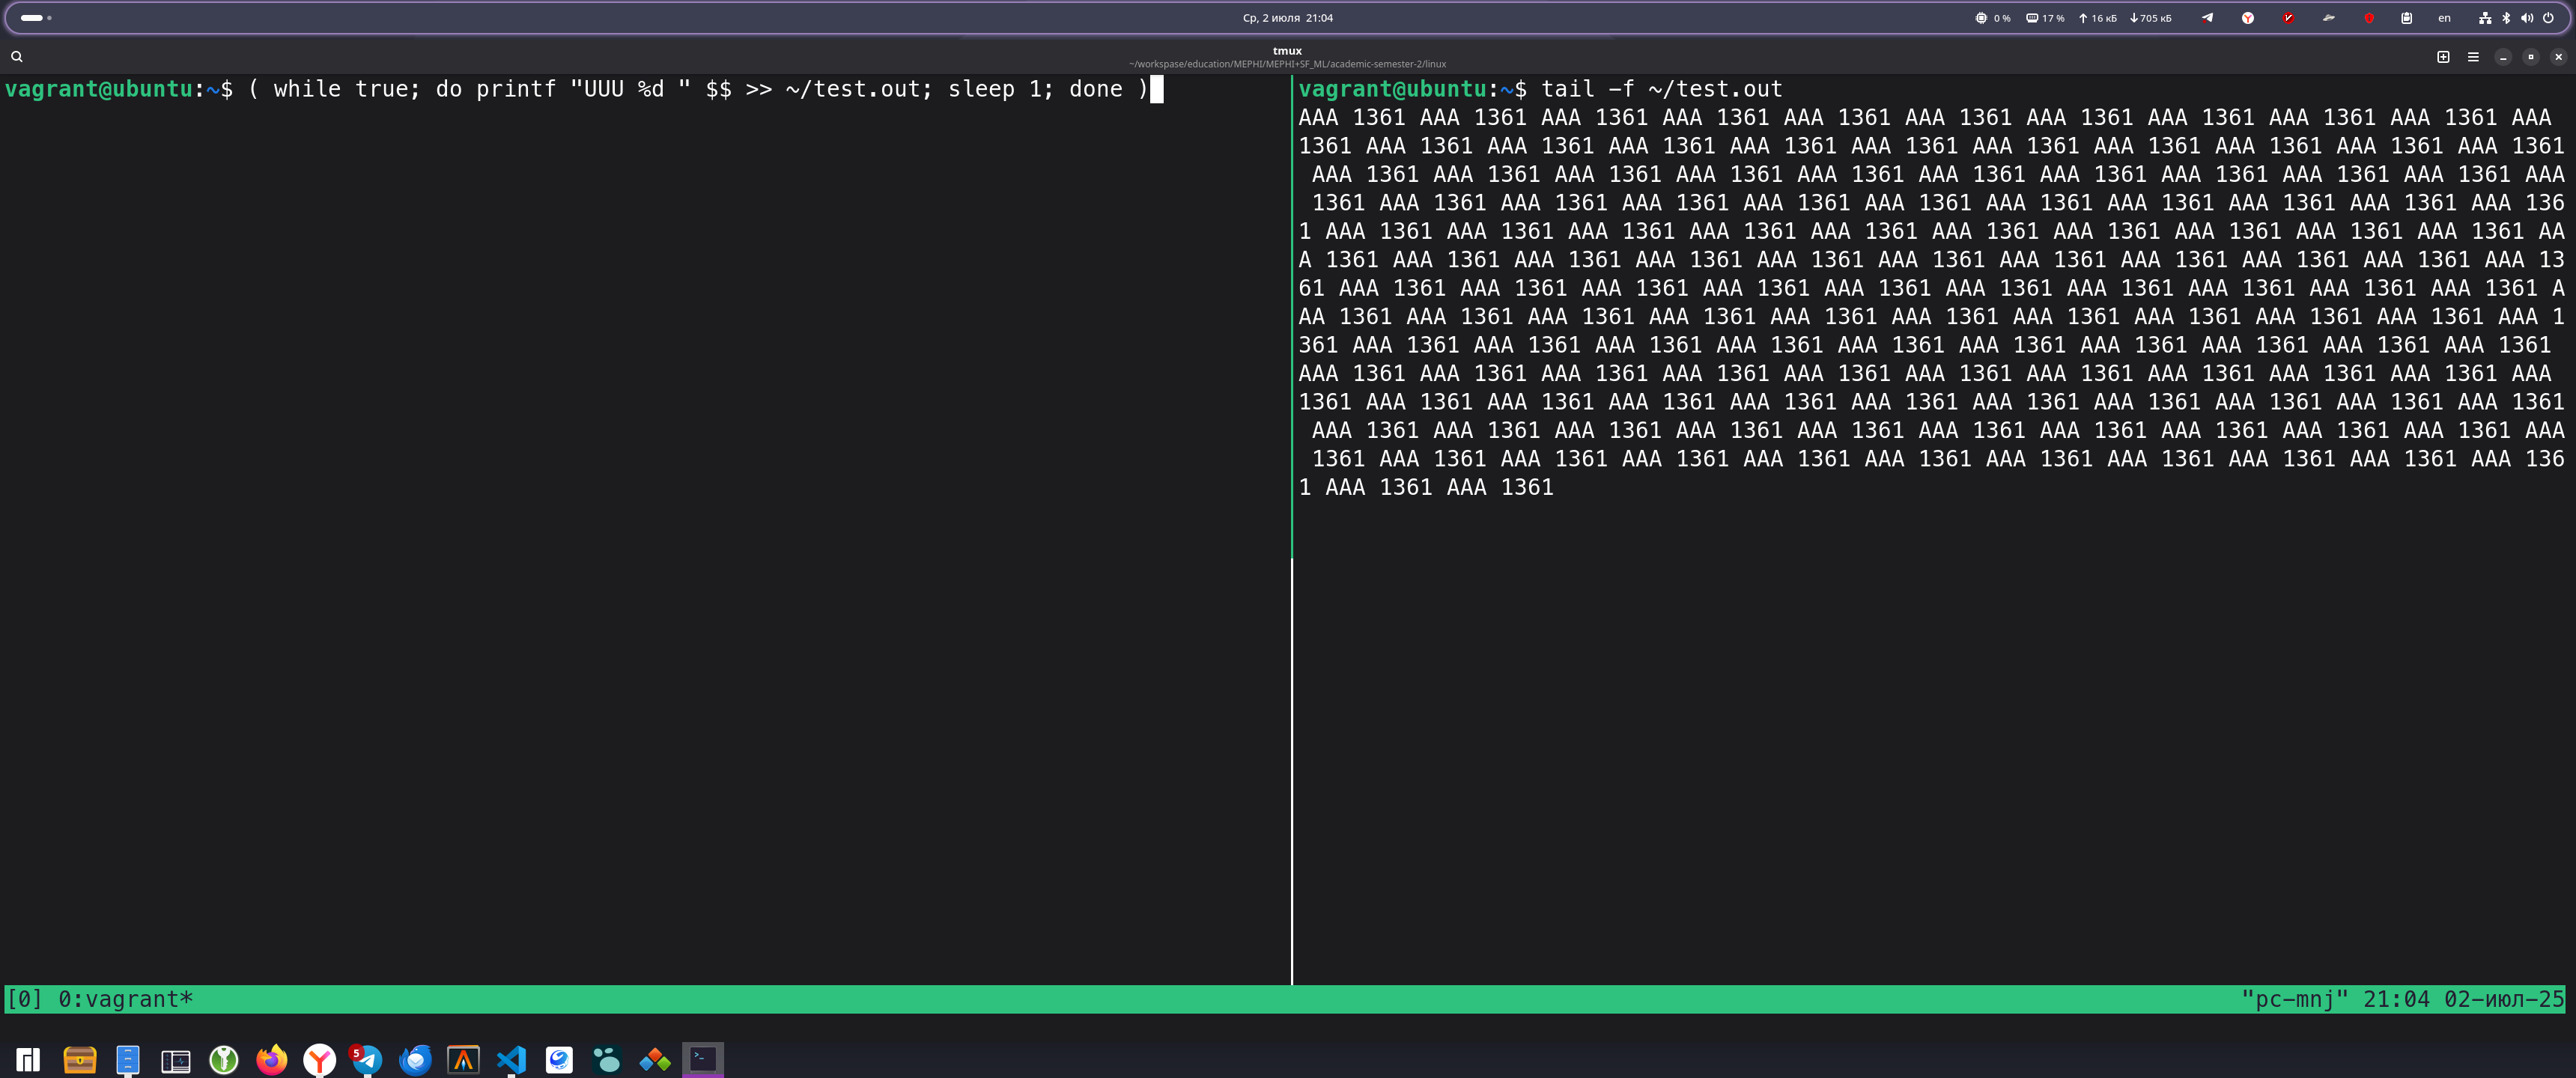 Ср, 2 июля 21:04
0 % 17 % 16 кБ 705 кБ en
tmux
~/workspase/education/MEPHI/MEPHI+SF_ML/academic-semester-2/linux
vagrant@ubuntu:~$ ( while true; do printf "UUU %d " $$ >> ~/test.out; sleep 1; done )
vagrant@ubuntu:~$ tail -f ~/test.out
AAA 1361 AAA 1361 AAA 1361 AAA 1361 AAA 1361 AAA 1361 AAA 1361 AAA 1361 AAA 1361 AAA 1361 AAA
1361 AAA 1361 AAA 1361 AAA 1361 AAA 1361 AAA 1361 AAA 1361 AAA 1361 AAA 1361 AAA 1361 AAA 1361
AAA 1361 AAA 1361 AAA 1361 AAA 1361 AAA 1361 AAA 1361 AAA 1361 AAA 1361 AAA 1361 AAA 1361 AAA
1361 AAA 1361 AAA 1361 AAA 1361 AAA 1361 AAA 1361 AAA 1361 AAA 1361 AAA 1361 AAA 1361 AAA 136
1 AAA 1361 AAA 1361 AAA 1361 AAA 1361 AAA 1361 AAA 1361 AAA 1361 AAA 1361 AAA 1361 AAA 1361 AA
A 1361 AAA 1361 AAA 1361 AAA 1361 AAA 1361 AAA 1361 AAA 1361 AAA 1361 AAA 1361 AAA 1361 AAA 13
61 AAA 1361 AAA 1361 AAA 1361 AAA 1361 AAA 1361 AAA 1361 AAA 1361 AAA 1361 AAA 1361 AAA 1361 A
AA 1361 AAA 1361 AAA 1361 AAA 1361 AAA 1361 AAA 1361 AAA 1361 AAA 1361 AAA 1361 AAA 1361 AAA 1
361 AAA 1361 AAA 1361 AAA 1361 AAA 1361 AAA 1361 AAA 1361 AAA 1361 AAA 1361 AAA 1361 AAA 1361
AAA 1361 AAA 1361 AAA 1361 AAA 1361 AAA 1361 AAA 1361 AAA 1361 AAA 1361 AAA 1361 AAA 1361 AAA
1361 AAA 1361 AAA 1361 AAA 1361 AAA 1361 AAA 1361 AAA 1361 AAA 1361 AAA 1361 AAA 1361 AAA 1361
AAA 1361 AAA 1361 AAA 1361 AAA 1361 AAA 1361 AAA 1361 AAA 1361 AAA 1361 AAA 1361 AAA 1361 AAA
1361 AAA 1361 AAA 1361 AAA 1361 AAA 1361 AAA 1361 AAA 1361 AAA 1361 AAA 1361 AAA 1361 AAA 136
1 AAA 1361 AAA 1361
[0] 0:vagrant*
"pc-mnj" 21:04 02-июл-25
5